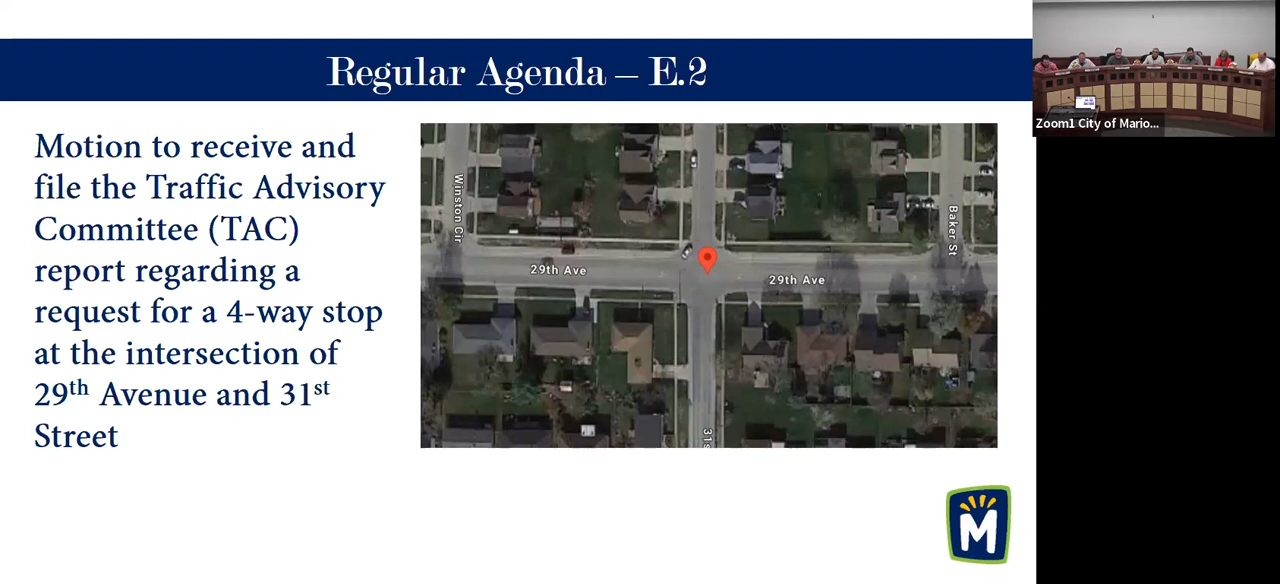 Regular Agenda – E.2
Motion to receive and
file the Traffic Advisory
Committee (TAC)
report regarding a
request for a 4-way stop
at the intersection of
29th Avenue and 31st
Street
Winston Cir
29th Ave
29th Ave
Baker St
31s
M
Zoom1 City of Mario...